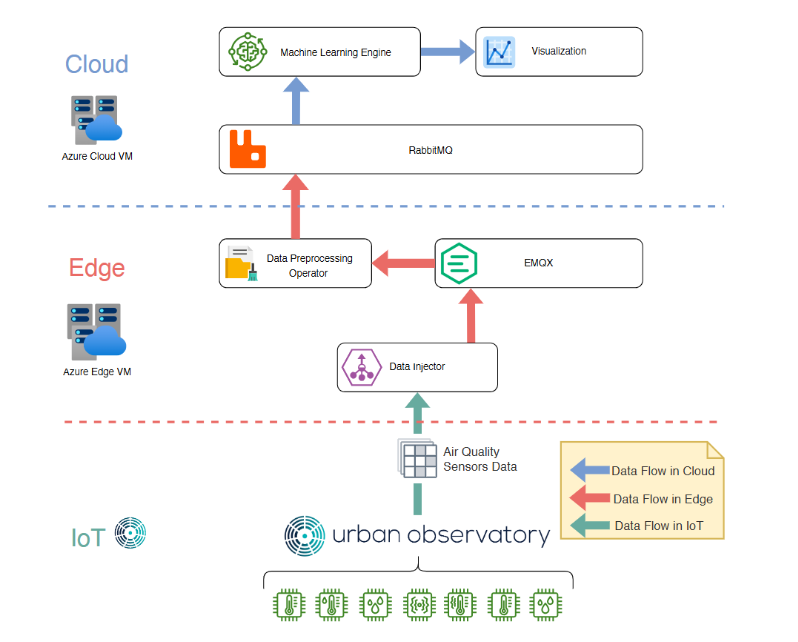 Cloud
Azure Cloud VM
Machine Learning Engine
Visualization
RabbitMQ
Edge
Azure Edge VM
Data Preprocessing
Operator
EMQX
Data Injector
Air Quality
Sensors Data
IoT
urban observatory
Data Flow in Cloud
Data Flow in Edge
Data Flow in IoT